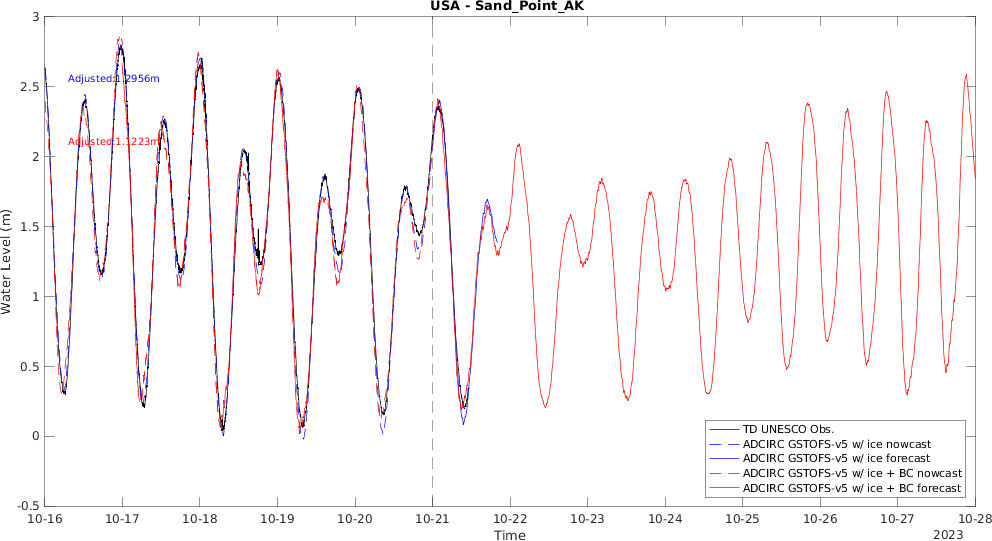 USA - Sand_Point_AK
3
2.5
2
1.5
1
0.5
0
-0.5
Water Level (m)
Adjusted:1.2956m
Adjusted:1.1223m
TD UNESCO Obs.
ADCIRC GSTOFS-v5 w/ ice nowcast
ADCIRC GSTOFS-v5 w/ ice forecast
ADCIRC GSTOFS-v5 w/ ice + BC nowcast
ADCIRC GSTOFS-v5 w/ ice + BC forecast
10-16 10-17 10-18 10-19 10-20 10-21 10-22 10-23 10-24 10-25 10-26 10-27 10-28
Time
2023